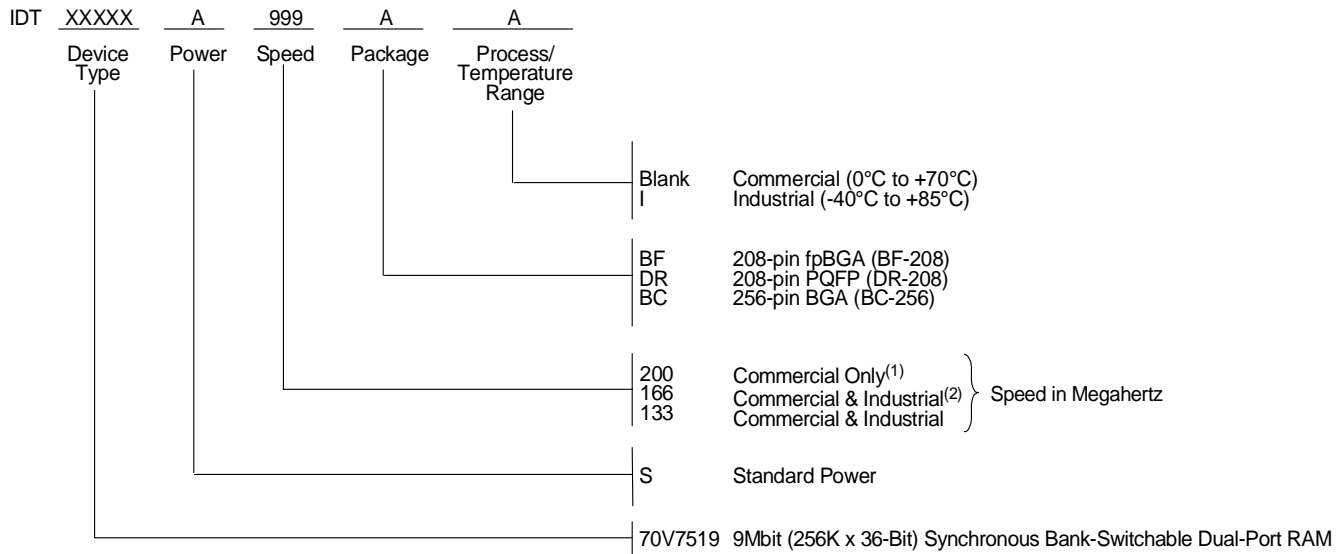 IDT XXXXX A 999 A A
Device Type Power Speed Package Process/ Temperature Range
Blank Commercial (0°C to +70°C)
I Industrial (-40°C to +85°C)
BF 208-pin fpBGA (BF-208)
DR 208-pin PQFP (DR-208)
BC 256-pin BGA (BC-256)
200 Commercial Only(1)
166 Commercial & Industrial(2)
133 Commercial & Industrial
Speed in Megahertz
S Standard Power
70V7519 9Mbit (256K x 36-Bit) Synchronous Bank-Switchable Dual-Port RAM